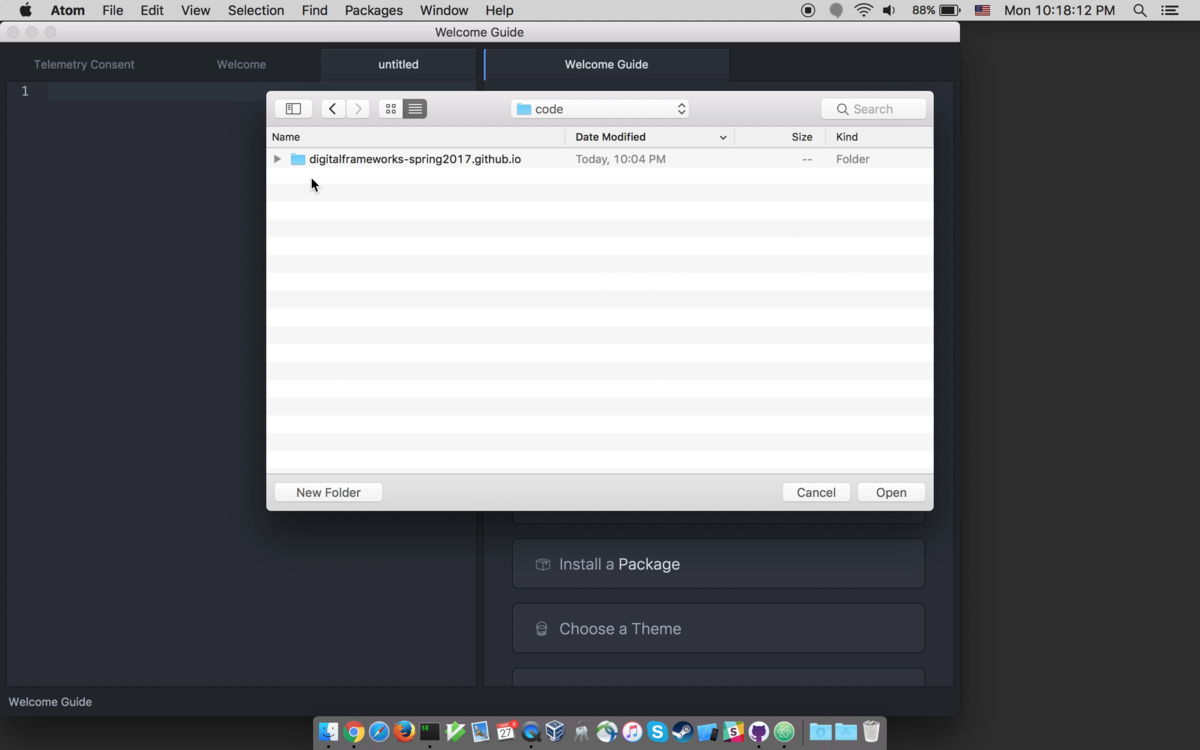 Atom File Edit View Selection Find Packages Window Help 88% Mon 10:18:12 PM
Welcome Guide
Telemetry Consent Welcome untitled Welcome Guide
1
code Search
Name Date Modified Size Kind
digitalframeworks-spring2017.github.io Today, 10:04 PM -- Folder
New Folder Cancel Open
Install a Package
Choose a Theme
Welcome Guide
27